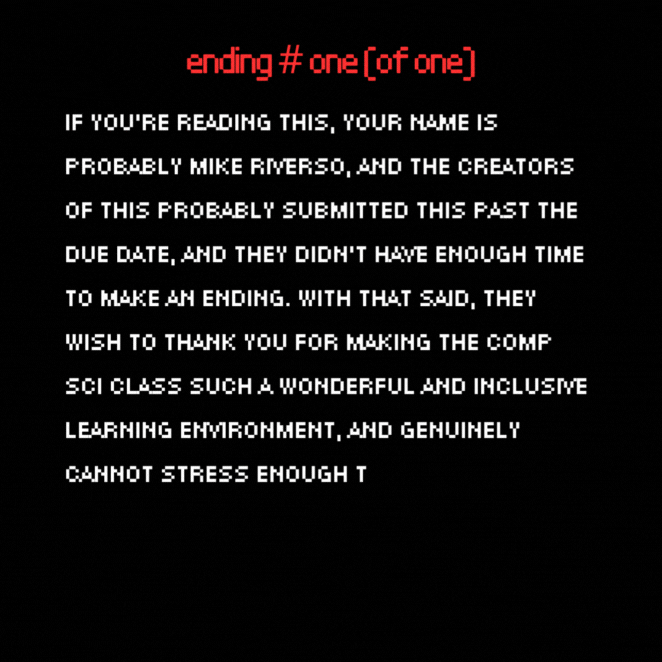 ending # one (of one)
IF YOU'RE READING THIS, YOUR NAME IS
PROBABLY MIKE RIVERSO, AND THE CREATORS
OF THIS PROBABLY SUBMITTED THIS PAST THE
DUE DATE, AND THEY DIDN'T HAVE ENOUGH TIME
TO MAKE AN ENDING. WITH THAT SAID, THEY
WISH TO THANK YOU FOR MAKING THE COMP
SCI CLASS SUCH A WONDERFUL AND INCLUSIVE
LEARNING ENVIRONMENT, AND GENUINELY
CANNOT STRESS ENOUGH T